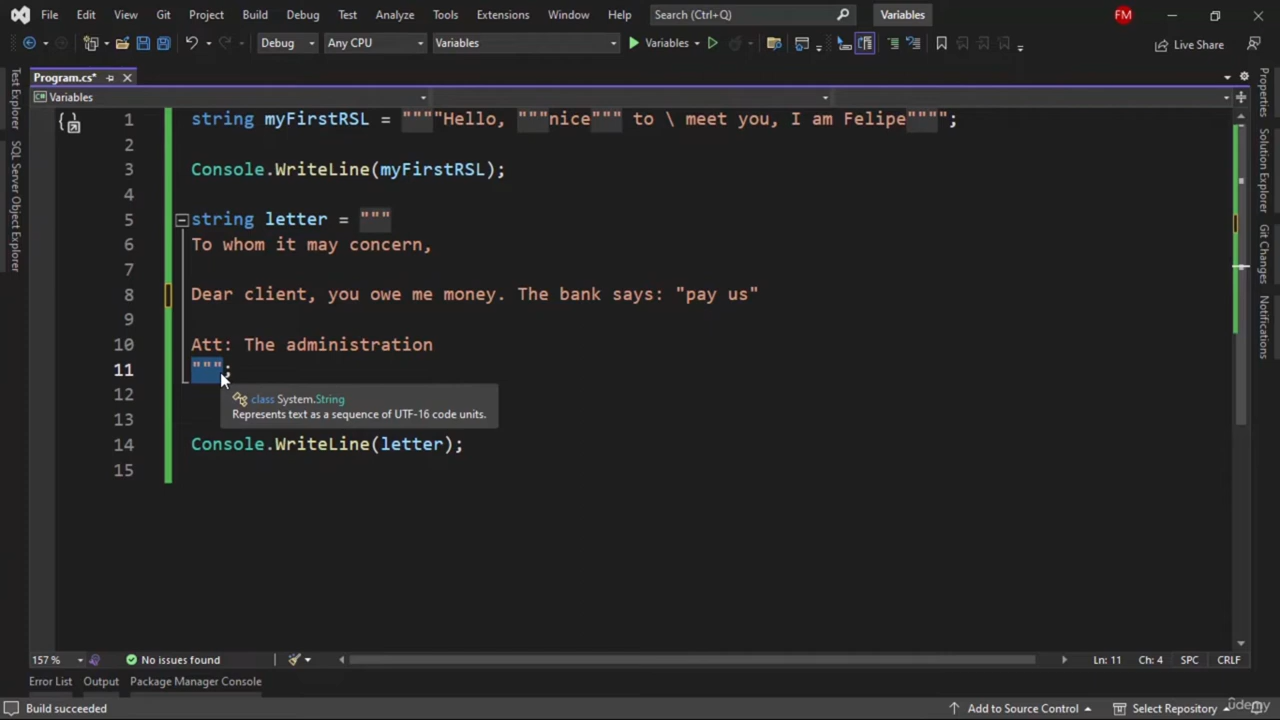 File Edit View Git Project Build Debug Test Analyze Tools Extensions Window Help Search (Ctrl+Q) Variables FM
Debug Any CPU Variables Variables Live Share
Program.cs*
Variables
1 string myFirstRSL = """"Hello, """nice""" to \ meet you, I am Felipe"""";
2
3 Console.WriteLine(myFirstRSL);
4
5 string letter = """
6 To whom it may concern,
7
8 Dear client, you owe me money. The bank says: "pay us"
9
10 Att: The administration
11 """;
class System.String
Represents text as a sequence of UTF-16 code units.
12
13
14 Console.WriteLine(letter);
15
Test Explorer
SQL Server Object Explorer
Properties
Solution Explorer
Git Changes
Notifications
157 % No issues found Ln: 11 Ch: 4 SPC CRLF
Error List Output Package Manager Console
Build succeeded Add to Source Control Select Repository
ûdemy